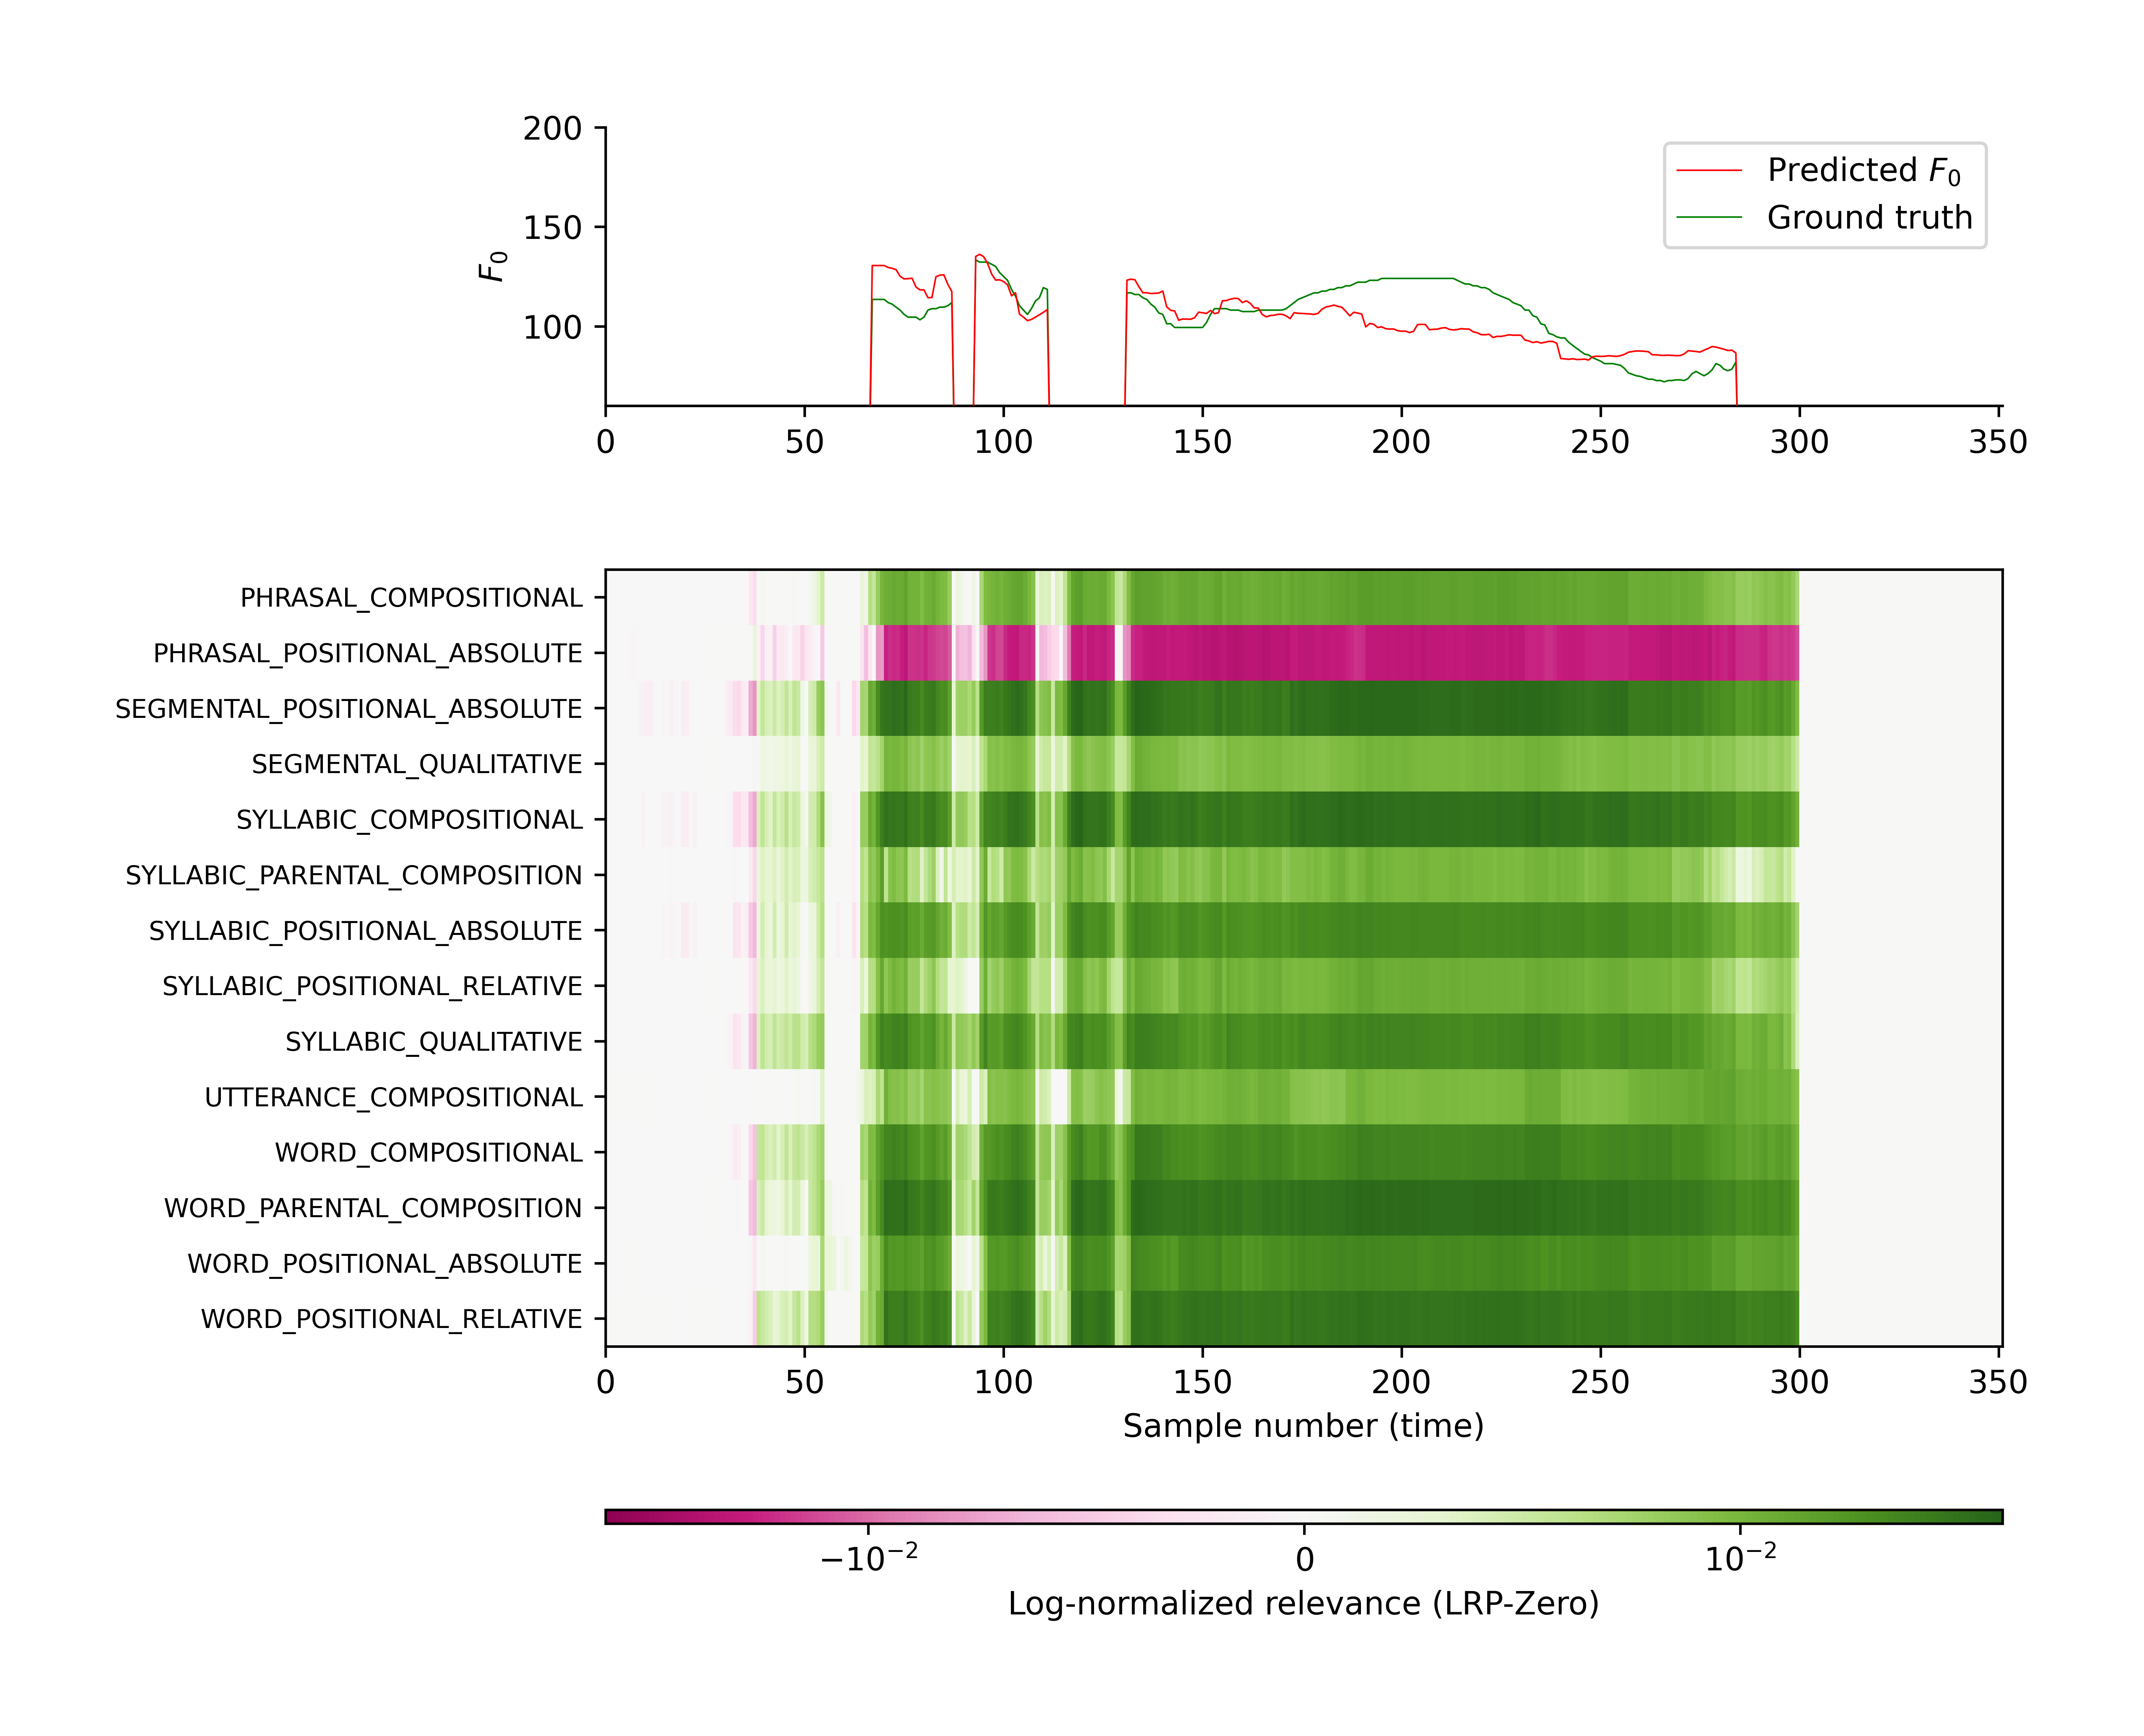 200
150
100
F₀
Predicted F₀
Ground truth
0 50 100 150 200 250 300 350
PHRASAL_COMPOSITIONAL
PHRASAL_POSITIONAL_ABSOLUTE
SEGMENTAL_POSITIONAL_ABSOLUTE
SEGMENTAL_QUALITATIVE
SYLLABIC_COMPOSITIONAL
SYLLABIC_PARENTAL_COMPOSITION
SYLLABIC_POSITIONAL_ABSOLUTE
SYLLABIC_POSITIONAL_RELATIVE
SYLLABIC_QUALITATIVE
UTTERANCE_COMPOSITIONAL
WORD_COMPOSITIONAL
WORD_PARENTAL_COMPOSITION
WORD_POSITIONAL_ABSOLUTE
WORD_POSITIONAL_RELATIVE
0 50 100 150 200 250 300 350
Sample number (time)
−10⁻² 0 10⁻²
Log-normalized relevance (LRP-Zero)